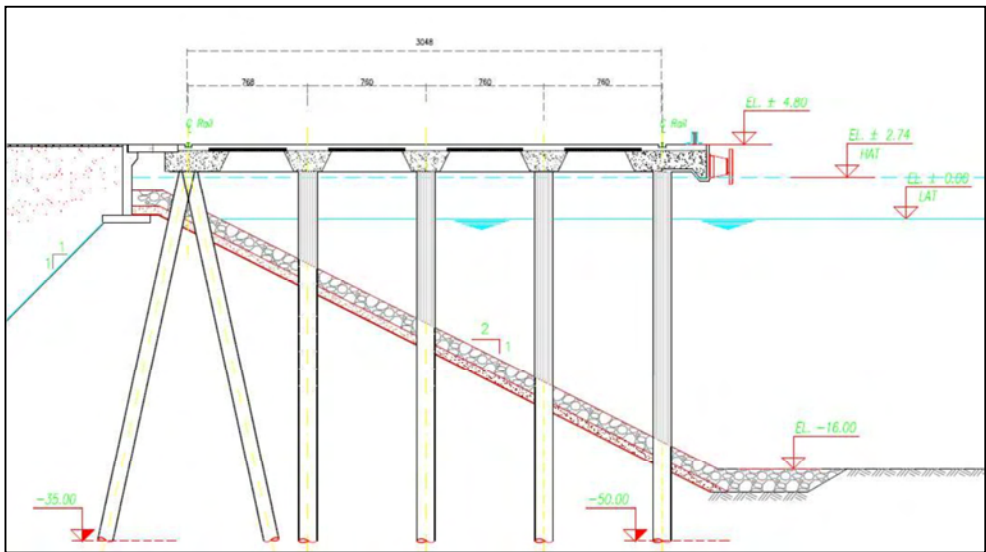 3048
768
760
760
760
℄ Rail
℄ Rail
EL. ± 4.80
EL. ± 2.74
HAT
EL. ± 0.00
LAT
1
1
2
1
EL. -16.00
-35.00
-50.00